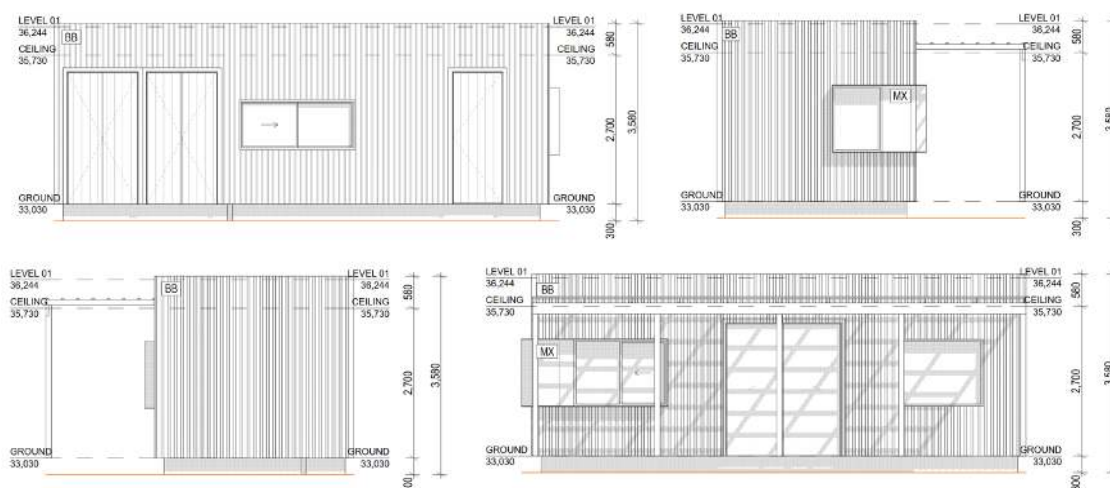 LEVEL 01
36,244
BB
CEILING
35,730
GROUND
33,030
LEVEL 01
36,244
CEILING
35,730
GROUND
33,030
580
2,700
3,580
300
LEVEL 01
36,244
BB
CEILING
35,730
MX
GROUND
33,030
LEVEL 01
36,244
CEILING
35,730
GROUND
33,030
580
2,700
300
LEVEL 01
36,244
CEILING
35,730
BB
GROUND
33,030
LEVEL 01
36,244
CEILING
35,730
GROUND
33,030
580
2,700
3,580
00
LEVEL 01
36,244
BB
CEILING
35,730
MX
GROUND
33,030
LEVEL 01
36,244
CEILING
35,730
GROUND
33,030
580
2,700